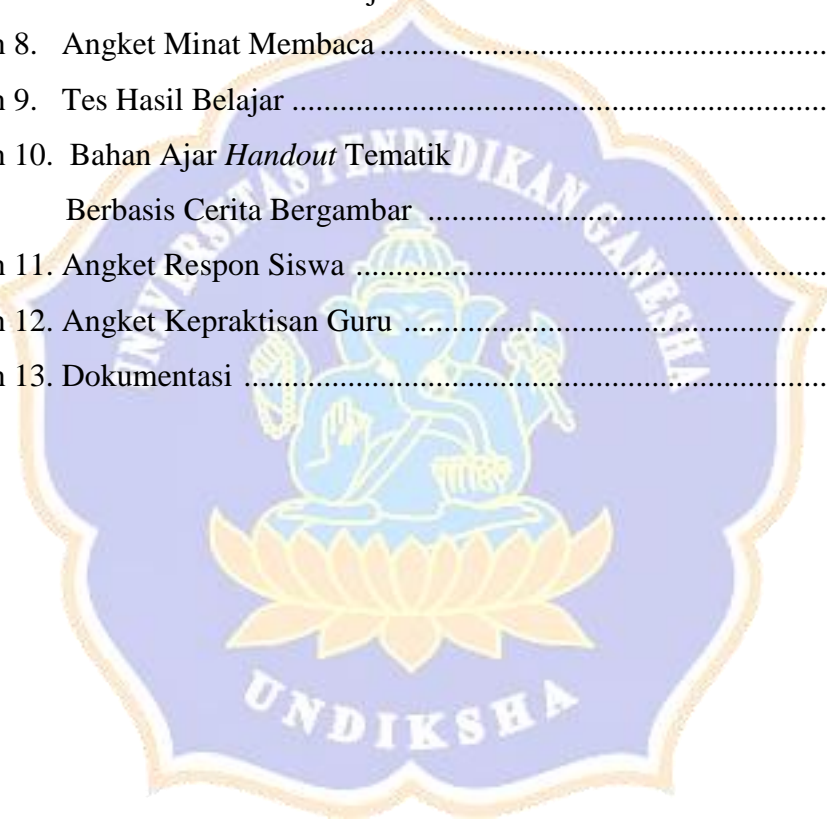 n 8. Angket Minat Membaca ........................................................
n 9. Tes Hasil Belajar ...................................................................
n 10. Bahan Ajar Handout Tematik
Berbasis Cerita Bergambar ..................................................
n 11. Angket Respon Siswa ...........................................................
n 12. Angket Kepraktisan Guru .....................................................
n 13. Dokumentasi .........................................................................
UNIVERSITAS PENDIDIKAN GANESHA
UNDIKSHA